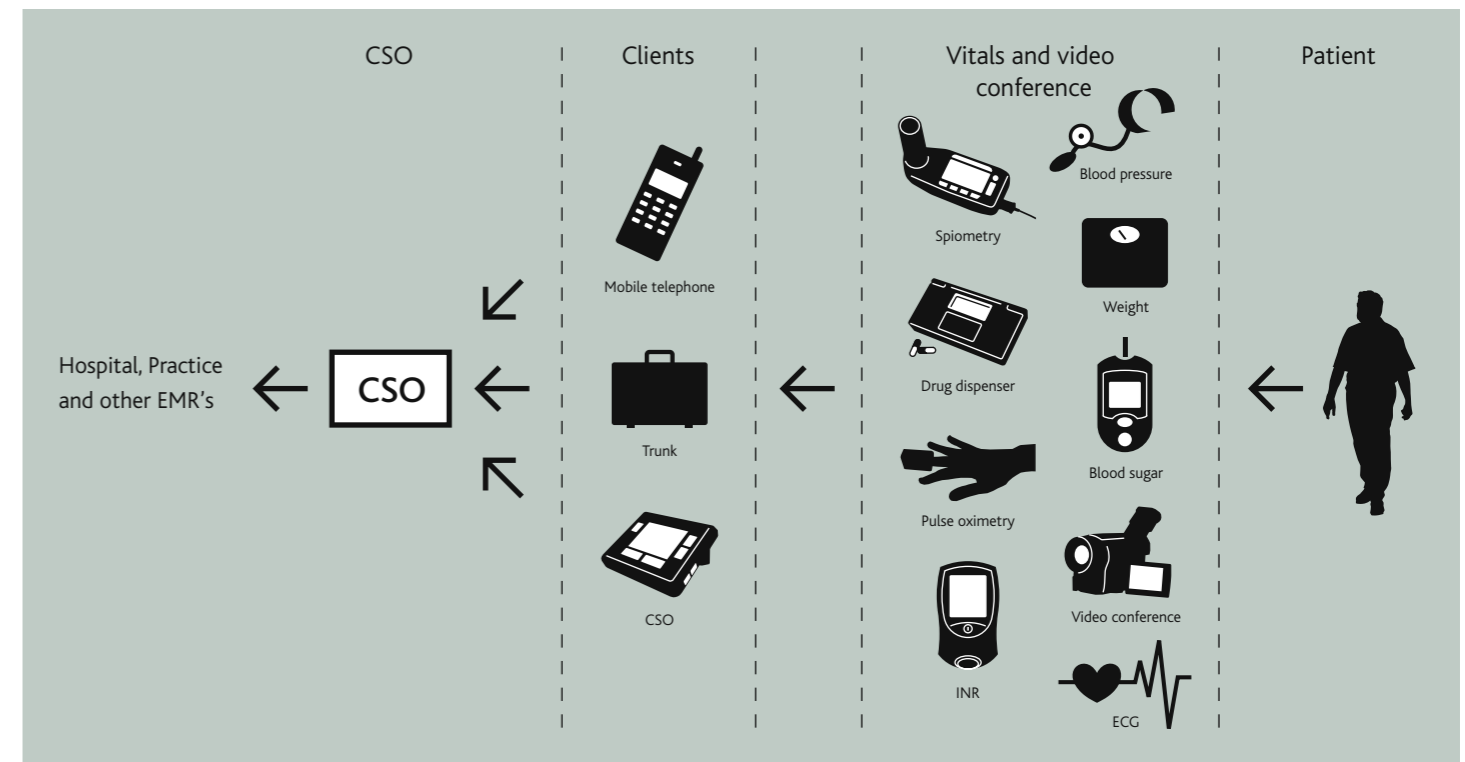 CSO
Clients
Vitals and video
conference
Patient
Mobile telephone
Trunk
CSO
Hospital, Practice
and other EMR's
CSO
Spiometry
Blood pressure
Weight
Drug dispenser
Blood sugar
Pulse oximetry
Video conference
INR
ECG